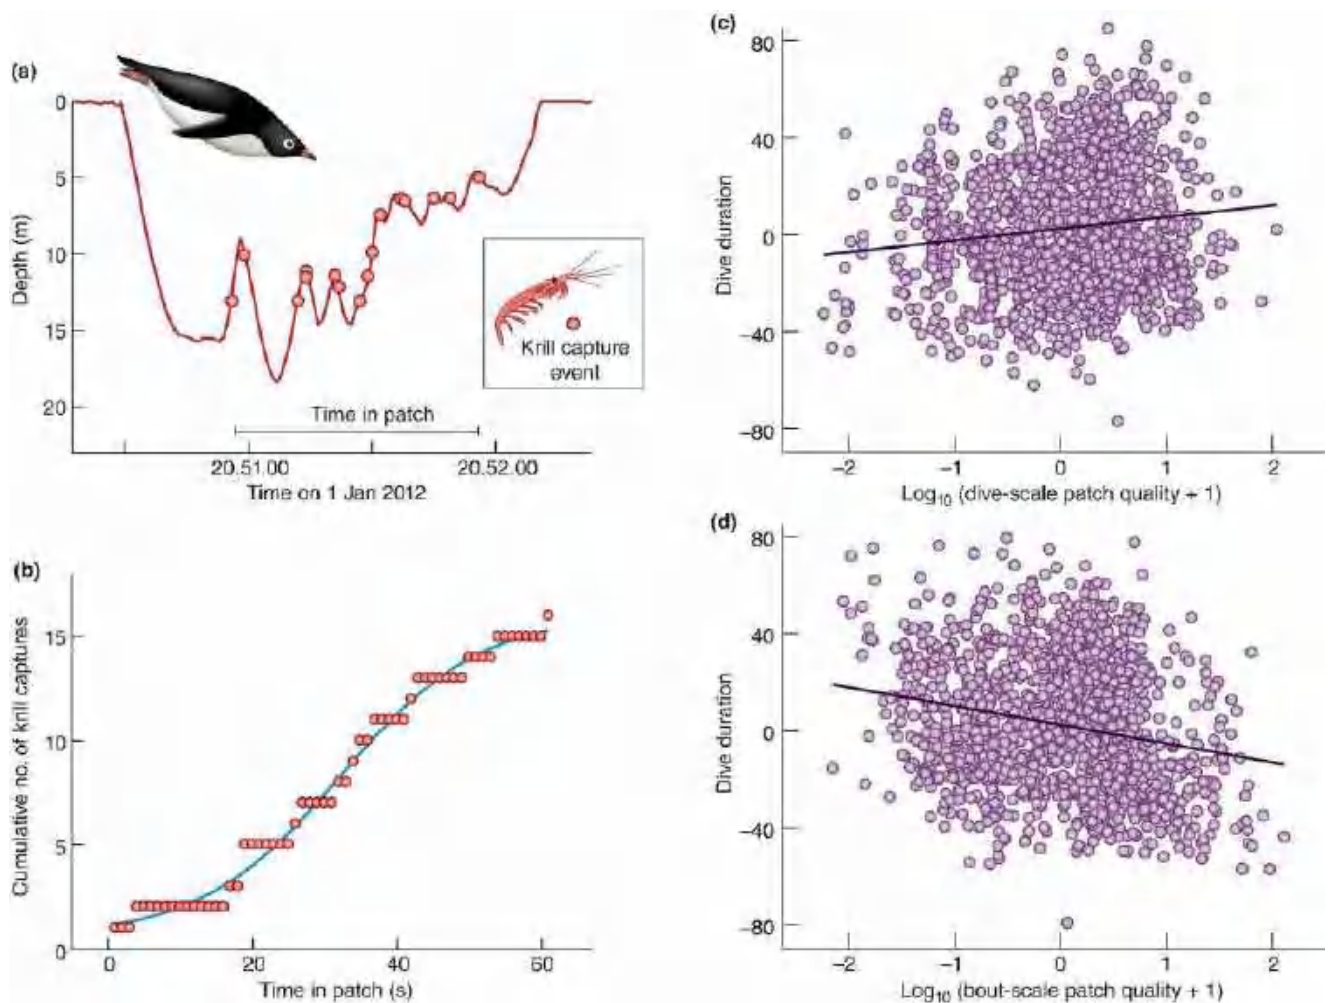 (a)
0
5
10
15
20
Depth (m)
Krill capture
event
Time in patch
20.51.00
20.52.00
Time on 1 Jan 2012
(b)
15
10
5
0
Cumulative no. of krill captures
0
20
40
60
Time in patch (s)
(c)
80
40
0
−40
−80
Dive duration
−2
−1
0
1
2
Log10 (dive-scale patch quality + 1)
(d)
80
40
0
−40
−80
Dive duration
−2
−1
0
1
2
Log10 (bout-scale patch quality + 1)